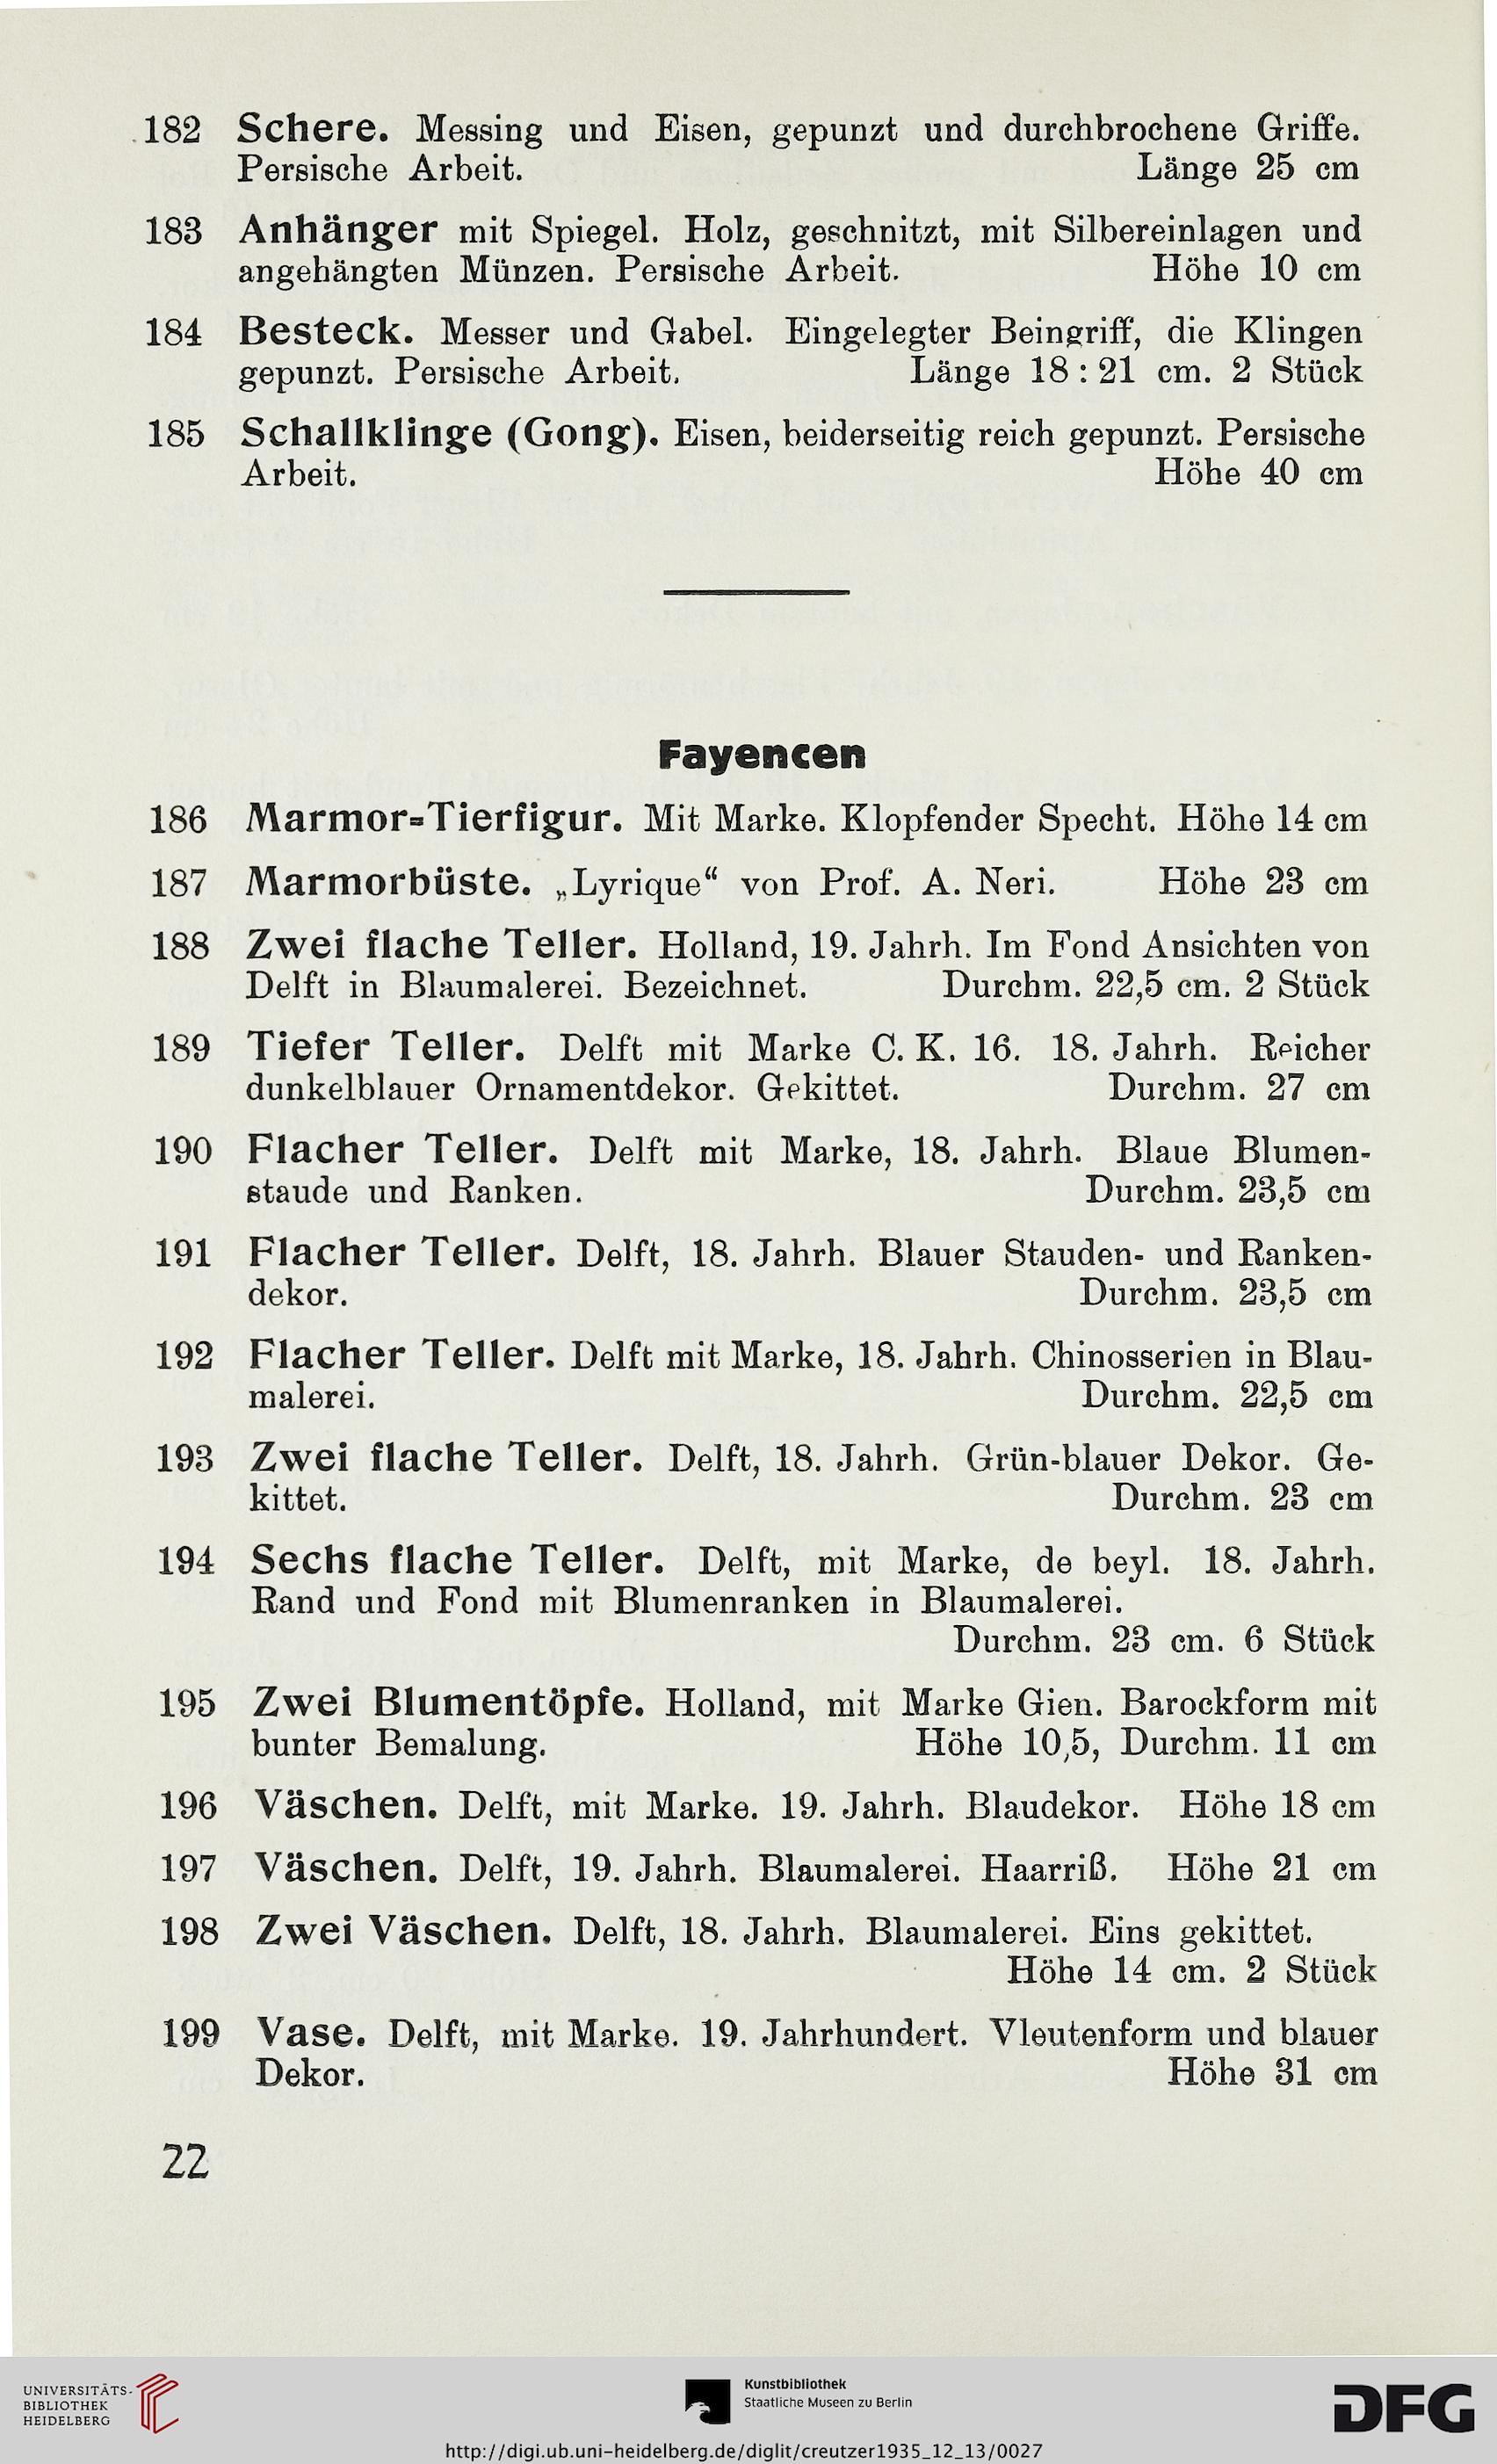 182 Schere. Messing und Eisen, gepunzt und durchbrochene Griffe.
Persische Arbeit. Länge 25 cm
183 Anhänger mit Spiegel. Holz, geschnitzt, mit Silbereinlagen und
angehängten Münzen. Persische Arbeit. Höhe 10 cm
184 Besteck. Messer und Gabel. Eingelegter Beingriff, die Klingen
gepunzt. Persische Arbeit. Länge 18 : 21 cm. 2 Stück
185 Schallklinge (Gong). Eisen, beiderseitig reich gepunzt. Persische
Arbeit. Höhe 40 cm
Fayencen
186 Marmor=Tierfigur. Mit Marke. Klopfender Specht. Höhe 14 cm
187 Marmorbüste. „Lyrique“ von Prof. A. Neri. Höhe 23 cm
188 Zwei flache Teller. Holland, 19. Jahrh. Im Fond Ansichten von
Delft in Blaumalerei. Bezeichnet. Durchm. 22,5 cm. 2 Stück
189 Tiefer Teller. Delft mit Marke C. K. 16. 18. Jahrh. Reicher
dunkelblauer Ornamentdekor. Gekittet. Durchm. 27 cm
190 Flacher Teller. Delft mit Marke, 18. Jahrh. Blaue Blumen-
staude und Ranken. Durchm. 23,5 cm
191 Flacher Teller. Delft, 18. Jahrh. Blauer Stauden- und Ranken-
dekor. Durchm. 23,5 cm
192 Flacher Teller. Delft mit Marke, 18. Jahrh. Chinosserien in Blau-
malerei. Durchm. 22,5 cm
193 Zwei flache Teller. Delft, 18. Jahrh. Grün-blauer Dekor. Ge-
kittet. Durchm. 23 cm
194 Sechs flache Teller. Delft, mit Marke, de beyl. 18. Jahrh.
Rand und Fond mit Blumenranken in Blaumalerei.
Durchm. 23 cm. 6 Stück
195 Zwei Blumentöpfe. Holland, mit Marke Gien. Barockform mit
bunter Bemalung. Höhe 10,5, Durchm. 11 cm
196 Väschen. Delft, mit Marke. 19. Jahrh. Blaudekor. Höhe 18 cm
197 Väschen. Delft, 19. Jahrh. Blaumalerei. Haarriß. Höhe 21 cm
198 Zwei Väschen. Delft, 18. Jahrh. Blaumalerei. Eins gekittet.
Höhe 14 cm. 2 Stück
199 Vase. Delft, mit Marke. 19. Jahrhundert. Vleutenform und blauer
Dekor. Höhe 31 cm
22
UNIVERSITÄTS-
BIBLIOTHEK
HEIDELBERG
Kunstbibliothek
Staatliche Museen zu Berlin
DFG
http://digi.ub.uni-heidelberg.de/diglit/creutzer1935_12_13/0027